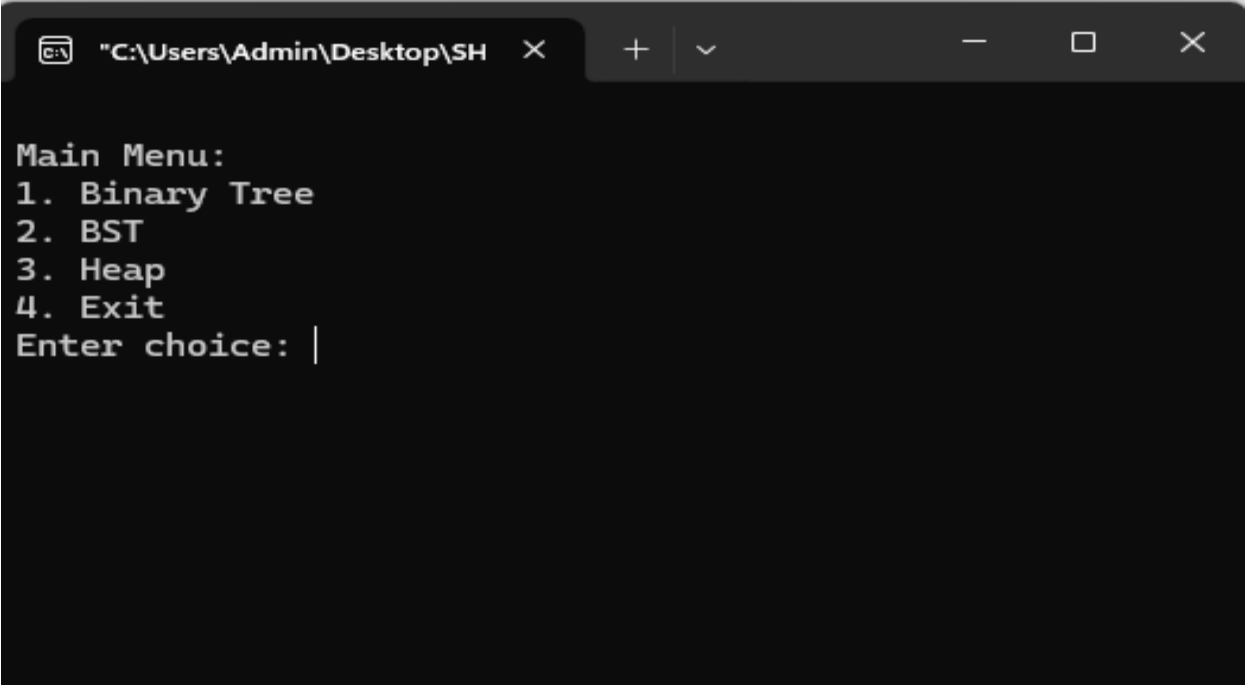 "C:\Users\Admin\Desktop\SH
Main Menu:
1. Binary Tree
2. BST
3. Heap
4. Exit
Enter choice: